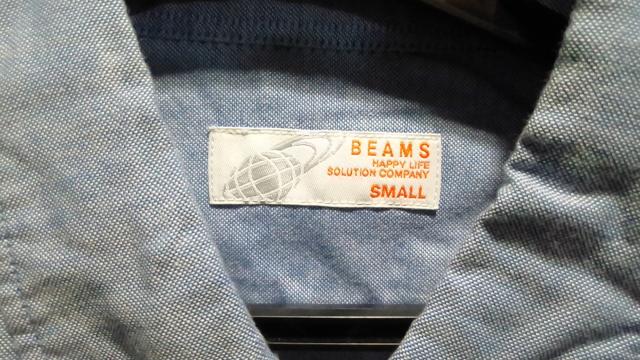 BEAMS
HAPPY LIFE
SOLUTION COMPANY
SMALL